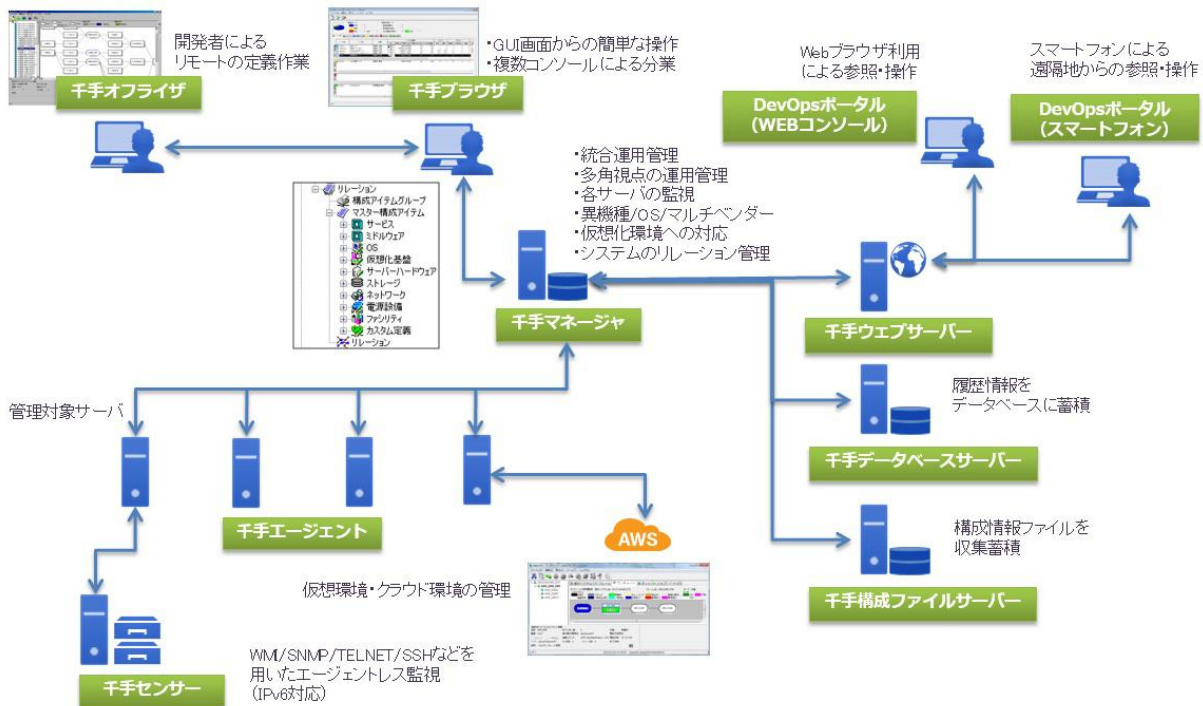 開発者による
リモートの定義作業
千手オフライザ
・GUI画面からの簡単な操作
・複数コンソールによる分業
千手ブラウザ
Webブラウザ利用
による参照・操作
DevOpsポータル
（WEBコンソール）
スマートフォンによる
遠隔地からの参照・操作
DevOpsポータル
（スマートフォン）
・統合運用管理
・多角視点の運用管理
・各サーバの監視
・異機種/OS/マルチベンダー
・仮想化環境への対応
・システムのリレーション管理
リレーション
構成アイテムグループ
マスター構成アイテム
サービス
ミドルウェア
OS
仮想化基盤
サーバーハードウェア
ストレージ
ネットワーク
電源設備
ファシリティ
カスタム定義
リレーション
千手マネージャ
千手ウェブサーバー
管理対象サーバ
履歴情報を
データベースに蓄積
千手データベースサーバー
千手エージェント
AWS
構成情報ファイルを
収集蓄積
千手構成ファイルサーバー
仮想環境・クラウド環境の管理
WMI/SNMP/TELNET/SSHなどを
用いたエージェントレス監視
（IPv6対応）
千手センサー